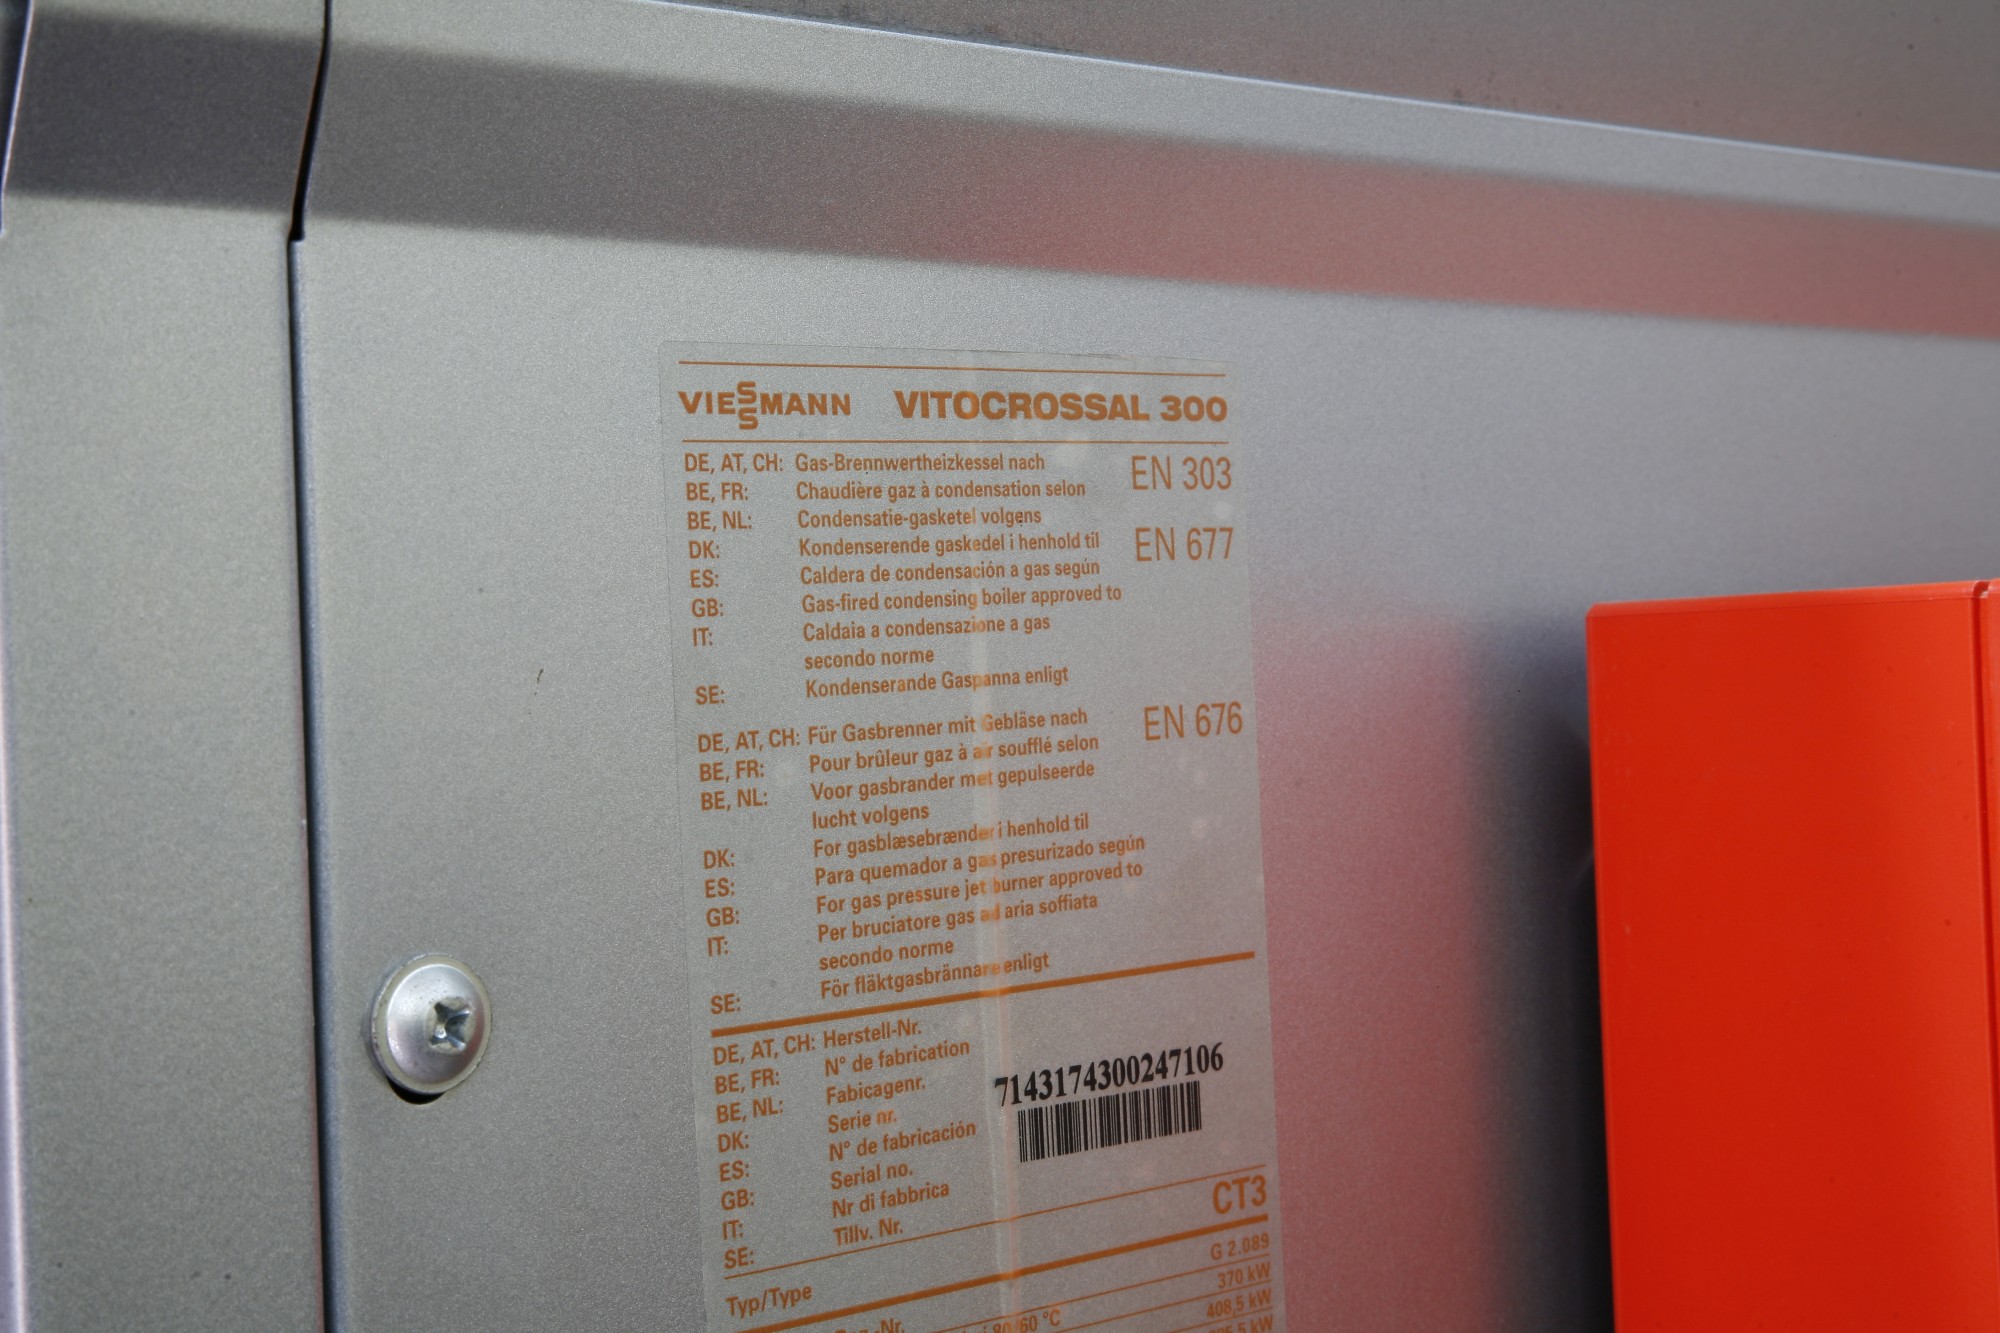 VIESSMANN VITOCROSSAL 300
DE, AT, CH: Gas-Brennwertheizkessel nach EN 303
BE, FR: Chaudière gaz à condensation selon
BE, NL: Condensatie-gasketel volgens
DK: Kondenserende gaskedel i henhold til EN 677
ES: Caldera de condensación a gas según
GB: Gas-fired condensing boiler approved to
IT: Caldaia a condensazione a gas
secondo norme
SE: Kondenserande Gaspanna enligt
DE, AT, CH: Für Gasbrenner mit Gebläse nach EN 676
BE, FR: Pour brûleur gaz à air soufflé selon
BE, NL: Voor gasbrander met gepulseerde
lucht volgens
DK: For gasblæsebrænder i henhold til
ES: Para quemador a gas presurizado según
GB: For gas pressure jet burner approved to
IT: Per bruciatore gas ad aria soffiata
secondo norme
SE: För fläktgasbrännare enligt
DE, AT, CH: Herstell-Nr.
BE, FR: N° de fabrication
BE, NL: Fabicagenr. 7143174300247106
DK: Serie nr.
ES: N° de fabricación
GB: Serial no.
IT: Nr di fabbrica
SE: Tillv. Nr.
Typ/Type CT3
G 2.089
80/60 °C 370 kW
408,5 kW